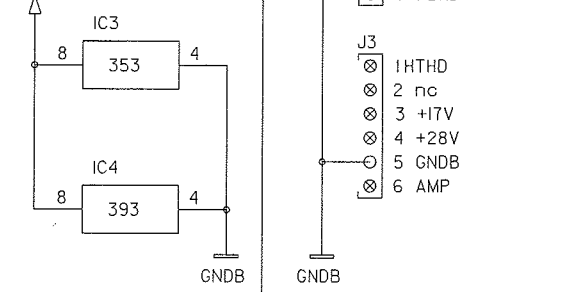 IC3
8 353 4
IC4
8 393 4
GNDB
J3
1 HTHD
2 nc
3 +17V
4 +28V
5 GNDB
6 AMP
GNDB